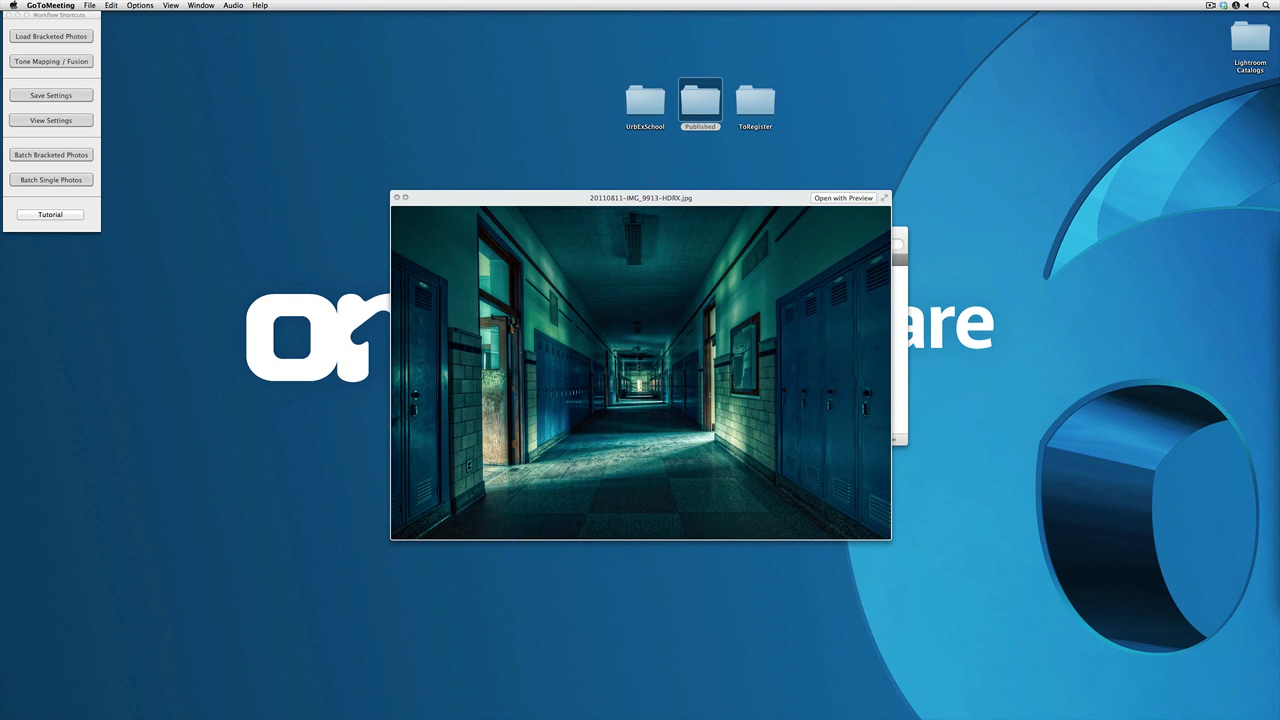 GoToMeeting File Edit Options View Window Audio Help
Workflow Shortcuts
Load Bracketed Photos
Tone Mapping / Fusion
Save Settings
View Settings
Batch Bracketed Photos
Batch Single Photos
Tutorial
Lightroom
Catalogs
UrbExSchool
Published
ToRegister
20110811-IMG_9913-HDRX.jpg
Open with Preview
on
are
6